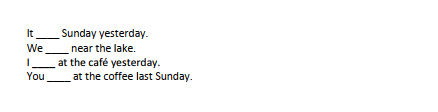 It ____ Sunday yesterday.
We ____ near the lake.
I ____ at the café yesterday.
You ____ at the coffee last Sunday.